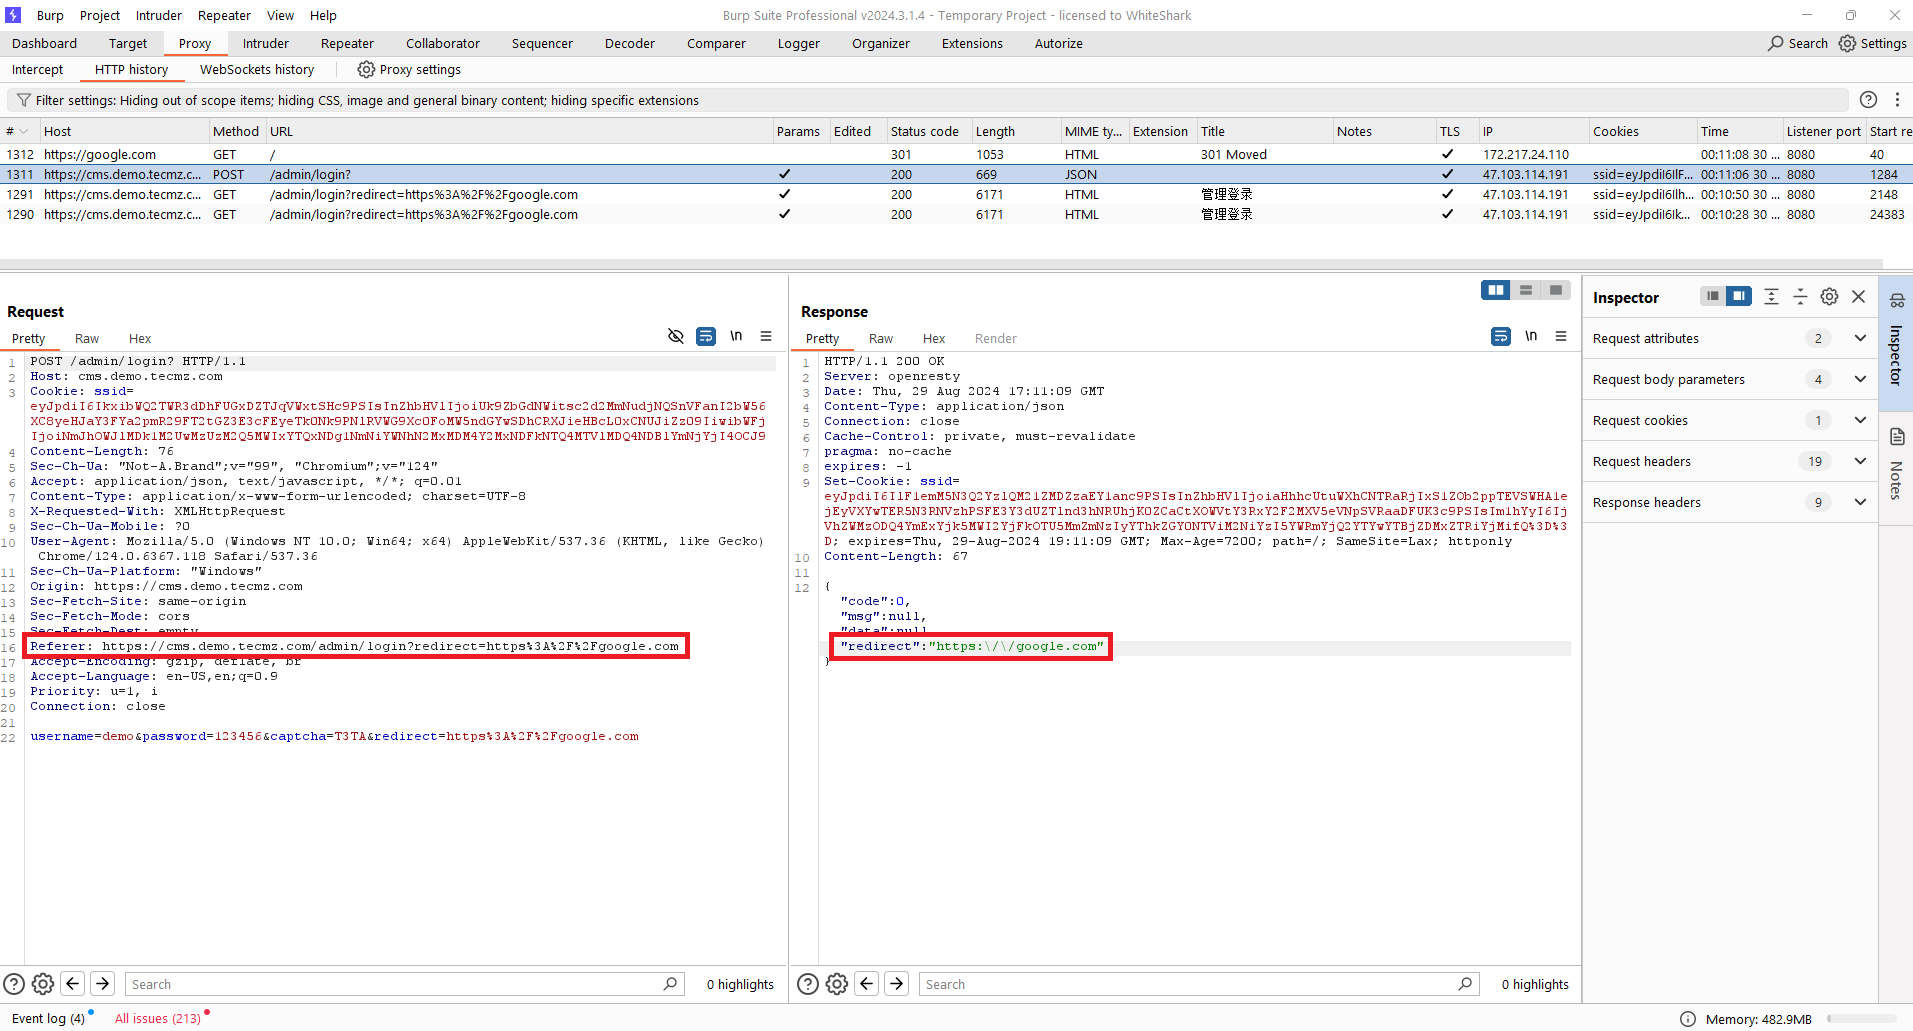 Burp Project Intruder Repeater View Help
Burp Suite Professional v2024.3.1.4 - Temporary Project - licensed to WhiteShark
Dashboard Target Proxy Intruder Repeater Collaborator Sequencer Decoder Comparer Logger Organizer Extensions Autorize Search Settings
Intercept HTTP history WebSockets history Proxy settings
Filter settings: Hiding out of scope items; hiding CSS, image and general binary content; hiding specific extensions
# Host Method URL Params Edited Status code Length MIME ty... Extension Title Notes TLS IP Cookies Time Listener port Start re
1312 https://google.com GET / 301 1053 HTML 301 Moved ✓ 172.217.24.110 00:11:08 30 ... 8080 40
1311 https://cms.demo.tecmz.c... POST /admin/login? ✓ 200 669 JSON ✓ 47.103.114.191 ssid=eyJpdiI6IlF... 00:11:06 30 ... 8080 1284
1291 https://cms.demo.tecmz.c... GET /admin/login?redirect=https%3A%2F%2Fgoogle.com ✓ 200 6171 HTML 管理登录 ✓ 47.103.114.191 ssid=eyJpdiI6Ilh... 00:10:50 30 ... 8080 2148
1290 https://cms.demo.tecmz.c... GET /admin/login?redirect=https%3A%2F%2Fgoogle.com ✓ 200 6171 HTML 管理登录 ✓ 47.103.114.191 ssid=eyJpdiI6Ik... 00:10:28 30 ... 8080 24383
Request
Pretty Raw Hex
\n
1 POST /admin/login? HTTP/1.1
2 Host: cms.demo.tecmz.com
3 Cookie: ssid=
4 Content-Length: 76
5 Sec-Ch-Ua: "Not-A.Brand";v="99", "Chromium";v="124"
6 Accept: application/json, text/javascript, */*; q=0.01
7 Content-Type: application/x-www-form-urlencoded; charset=UTF-8
8 X-Requested-With: XMLHttpRequest
9 Sec-Ch-Ua-Mobile: ?0
10 User-Agent: Mozilla/5.0 (Windows NT 10.0; Win64; x64) AppleWebKit/537.36 (KHTML, like Gecko)
Chrome/124.0.6367.118 Safari/537.36
11 Sec-Ch-Ua-Platform: "Windows"
12 Origin: https://cms.demo.tecmz.com
13 Sec-Fetch-Site: same-origin
14 Sec-Fetch-Mode: cors
15 Sec-Fetch-Dest: empty
16 Referer: https://cms.demo.tecmz.com/admin/login?redirect=https%3A%2F%2Fgoogle.com
17 Accept-Encoding: gzip, deflate, br
18 Accept-Language: en-US,en;q=0.9
19 Priority: u=1, i
20 Connection: close
21
22 username=demo&password=123456&captcha=T3TA&redirect=https%3A%2F%2Fgoogle.com
Response
Pretty Raw Hex Render
\n
1 HTTP/1.1 200 OK
2 Server: openresty
3 Date: Thu, 29 Aug 2024 17:11:09 GMT
4 Content-Type: application/json
5 Connection: close
6 Cache-Control: private, must-revalidate
7 pragma: no-cache
8 expires: -1
9 Set-Cookie: ssid=
D; expires=Thu, 29-Aug-2024 19:11:09 GMT; Max-Age=7200; path=/; SameSite=Lax; httponly
10 Content-Length: 67
11
12 {
"code":0,
"msg":null,
"data":null,
"redirect":"https:\/\/google.com"
}
Inspector
Request attributes 2
Request body parameters 4
Request cookies 1
Request headers 19
Response headers 9
Inspector
Notes
Search 0 highlights
Search 0 highlights
Event log (4) All issues (213) Memory: 482.9MB